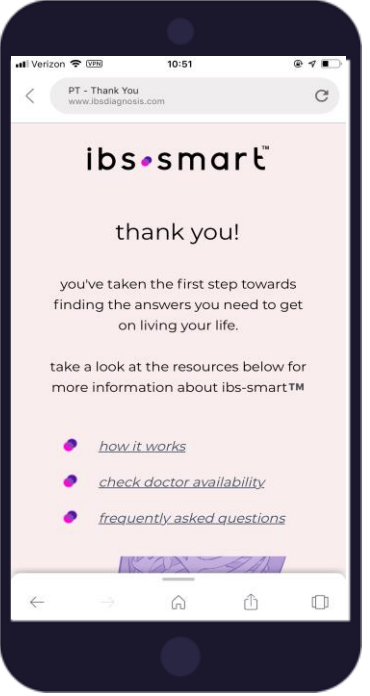 Verizon VPN 10:51
PT - Thank You
www.ibsdiagnosis.com
ibs smart™
thank you!
you've taken the first step towards
finding the answers you need to get
on living your life.
take a look at the resources below for
more information about ibs-smart™
how it works
check doctor availability
frequently asked questions